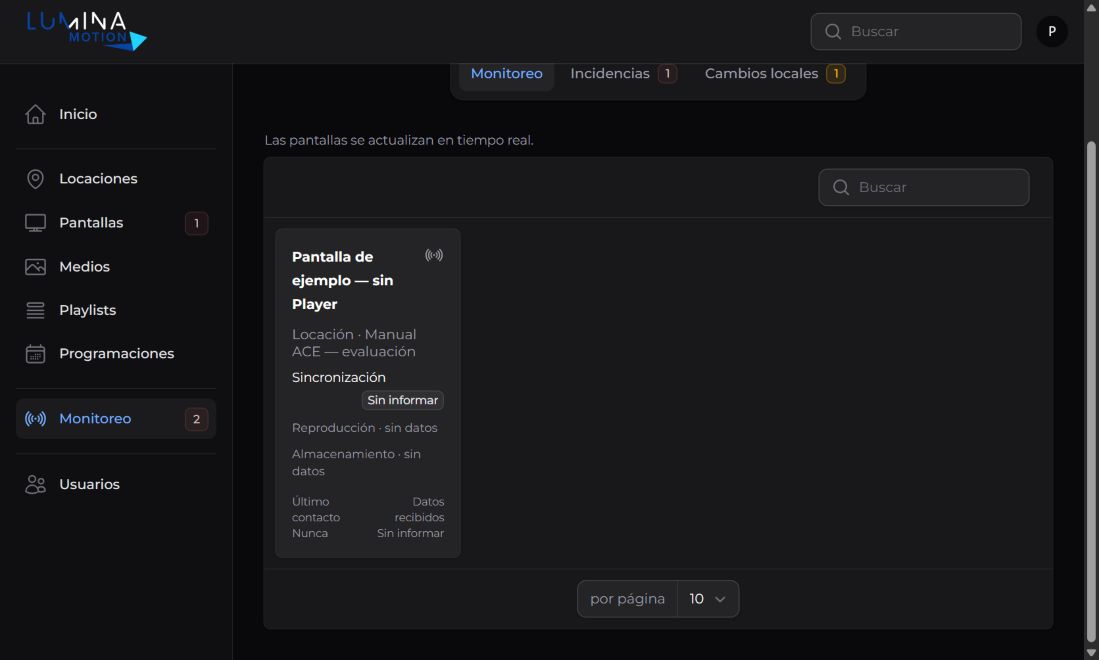 LUMINA
MOTION
Buscar
P
Inicio
Locaciones
Pantallas 1
Medios
Playlists
Programaciones
Monitoreo 2
Usuarios
Monitoreo Incidencias 1 Cambios locales 1
Las pantallas se actualizan en tiempo real.
Buscar
Pantalla de
ejemplo — sin
Player
Locación · Manual
ACE — evaluación
Sincronización
Sin informar
Reproducción · sin datos
Almacenamiento · sin
datos
Último
contacto
Nunca
Datos
recibidos
Sin informar
por página 10